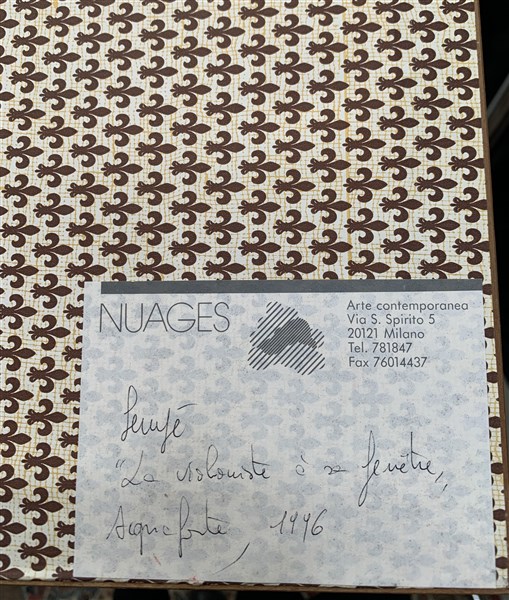 NUAGES
Arte contemporanea
Via S. Spirito 5
20121 Milano
Tel. 781847
Fax 76014437
Sempé
"La violoniste à sa fenêtre"
Acquaforte, 1996